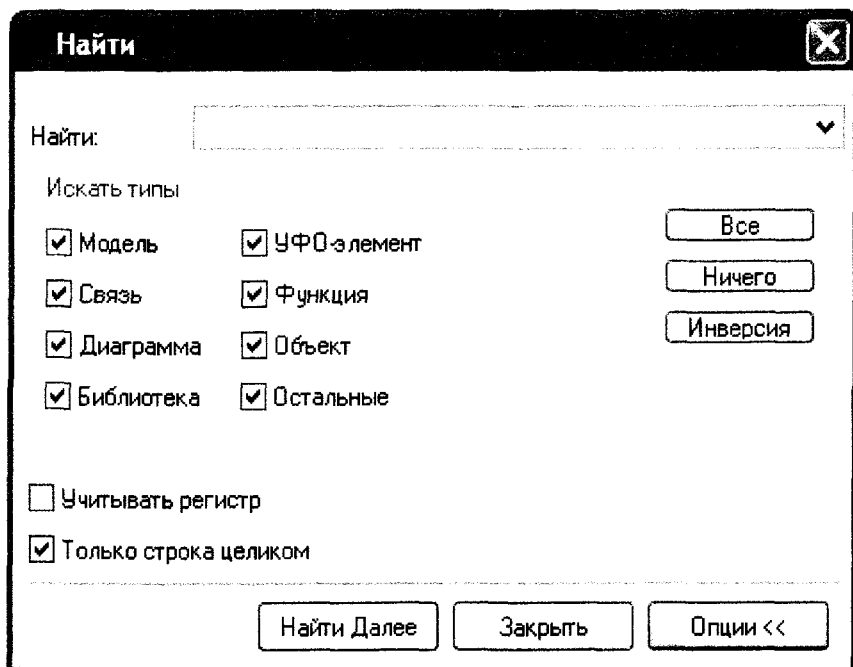 Найти
Найти:
Искать типы
Модель УФО-элемент Все
Связь Функция Ничего
Диаграмма Объект Инверсия
Библиотека Остальные
Учитывать регистр
Только строка целиком
Найти Далее Закрыть Опции <<